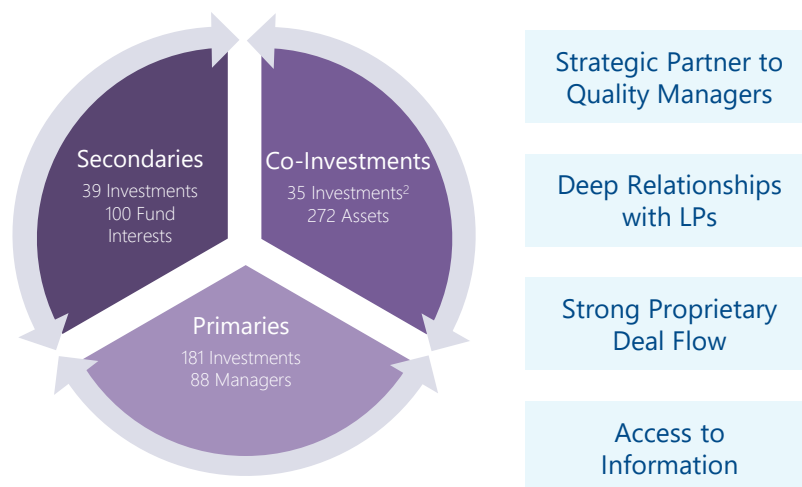 Secondaries
39 Investments
100 Fund
Interests
Co-Investments
35 Investments²
272 Assets
Primaries
181 Investments
88 Managers
Strategic Partner to
Quality Managers
Deep Relationships
with LPs
Strong Proprietary
Deal Flow
Access to
Information